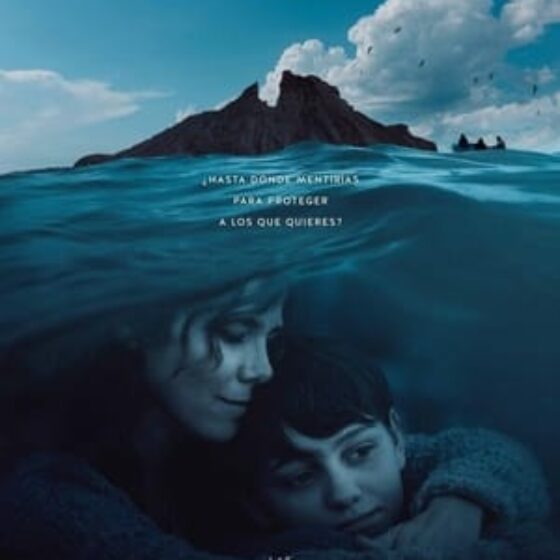 ¿HASTA DÓNDE MENTIRÍAS
PARA PROTEGER
A LOS QUE QUIERES?